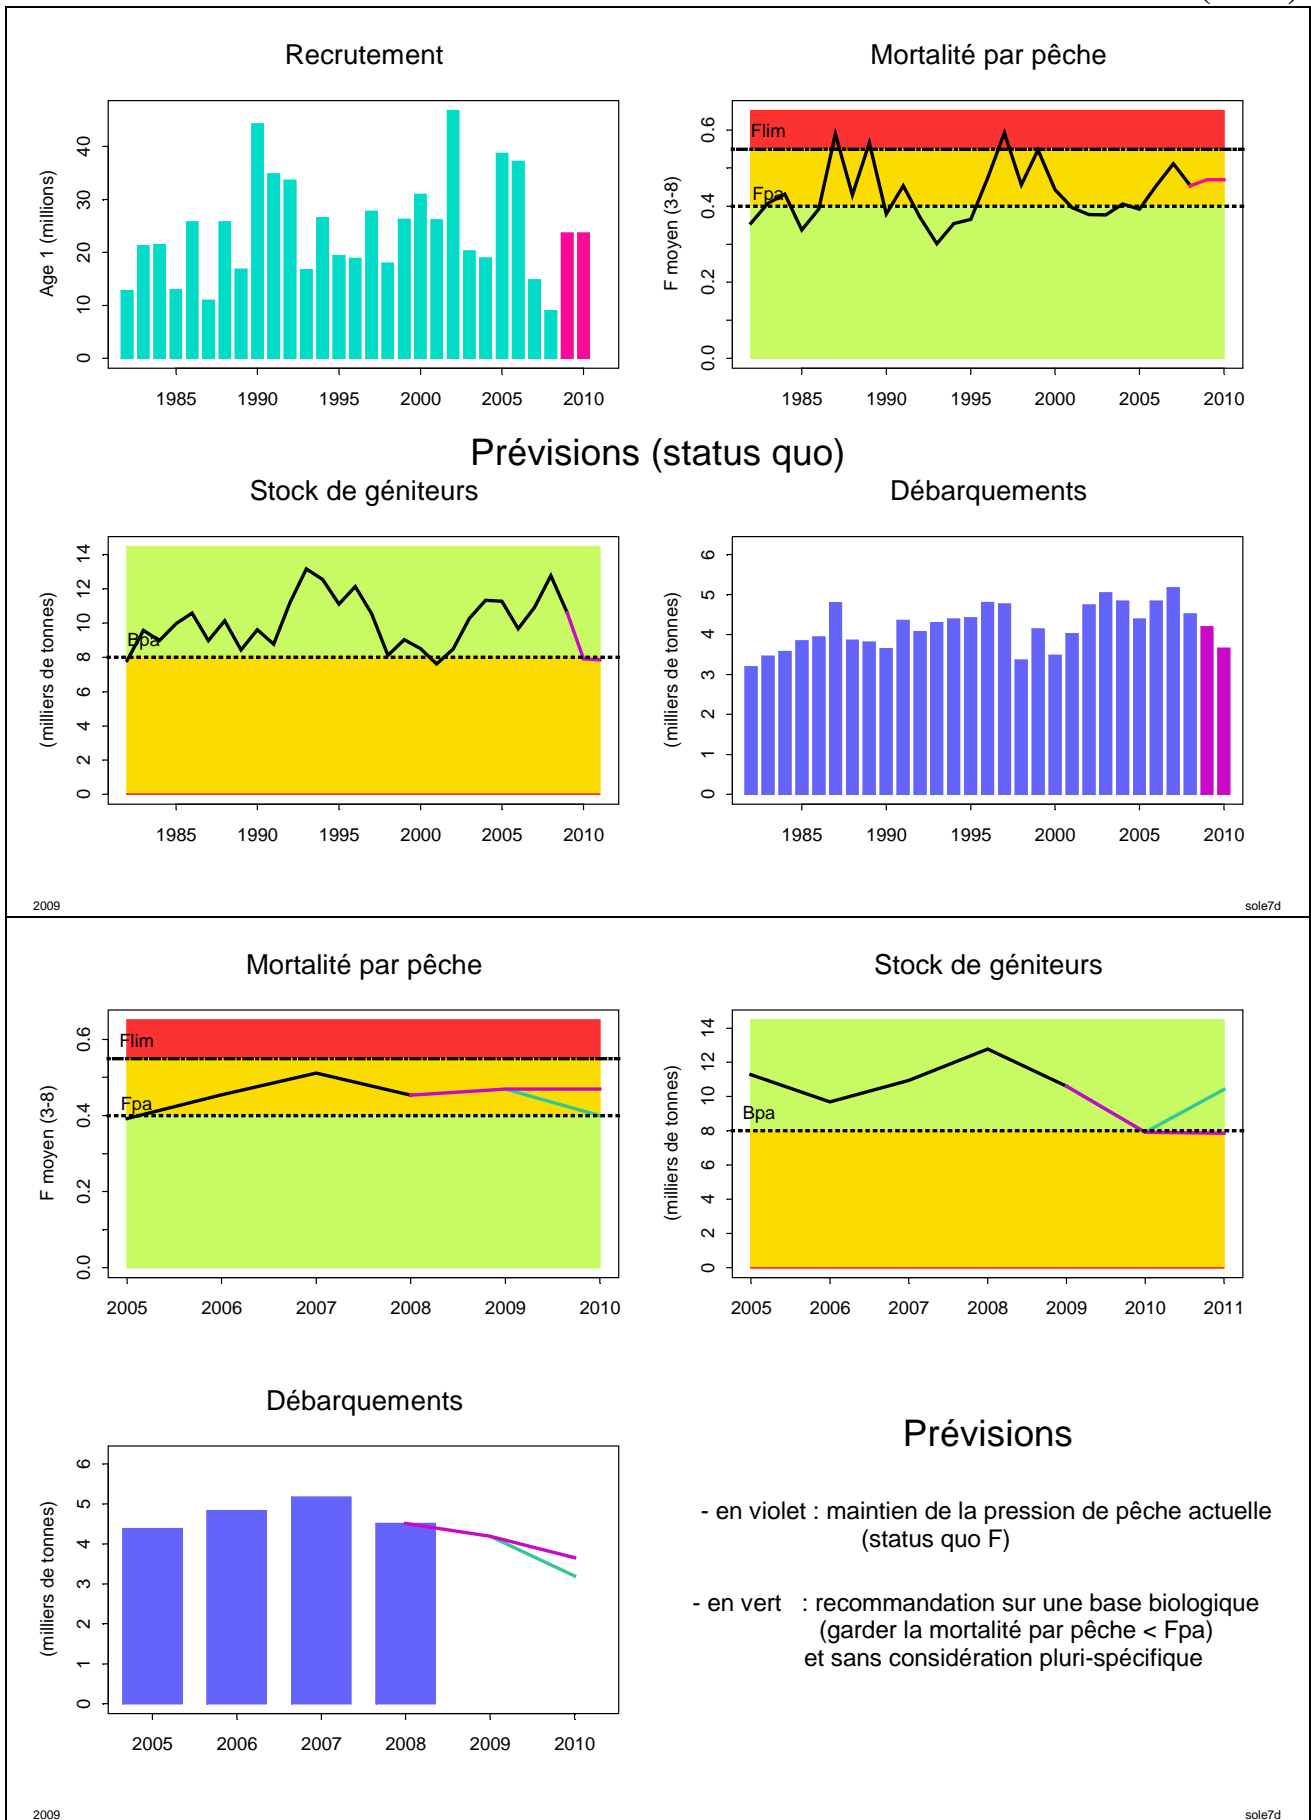 Recrutement
Age 1 (millions)
0 10 20 30 40
1985 1990 1995 2000 2005 2010
Mortalité par pêche
F moyen (3-8)
0.0 0.2 0.4 0.6
Flim
Fpa
1985 1990 1995 2000 2005 2010
Prévisions (status quo)
Stock de géniteurs
(milliers de tonnes)
0 2 4 6 8 10 12 14
Bpa
1985 1990 1995 2000 2005 2010
Débarquements
(milliers de tonnes)
0 1 2 3 4 5 6
1985 1990 1995 2000 2005 2010
2009
sole7d
Mortalité par pêche
F moyen (3-8)
0.0 0.2 0.4 0.6
Flim
Fpa
2005 2006 2007 2008 2009 2010
Stock de géniteurs
(milliers de tonnes)
0 2 4 6 8 10 12 14
Bpa
2005 2006 2007 2008 2009 2010 2011
Débarquements
(milliers de tonnes)
0 1 2 3 4 5 6
2005 2006 2007 2008 2009 2010
Prévisions
- en violet : maintien de la pression de pêche actuelle
(status quo F)
- en vert : recommandation sur une base biologique
(garder la mortalité par pêche < Fpa)
et sans considération pluri-spécifique
2009
sole7d